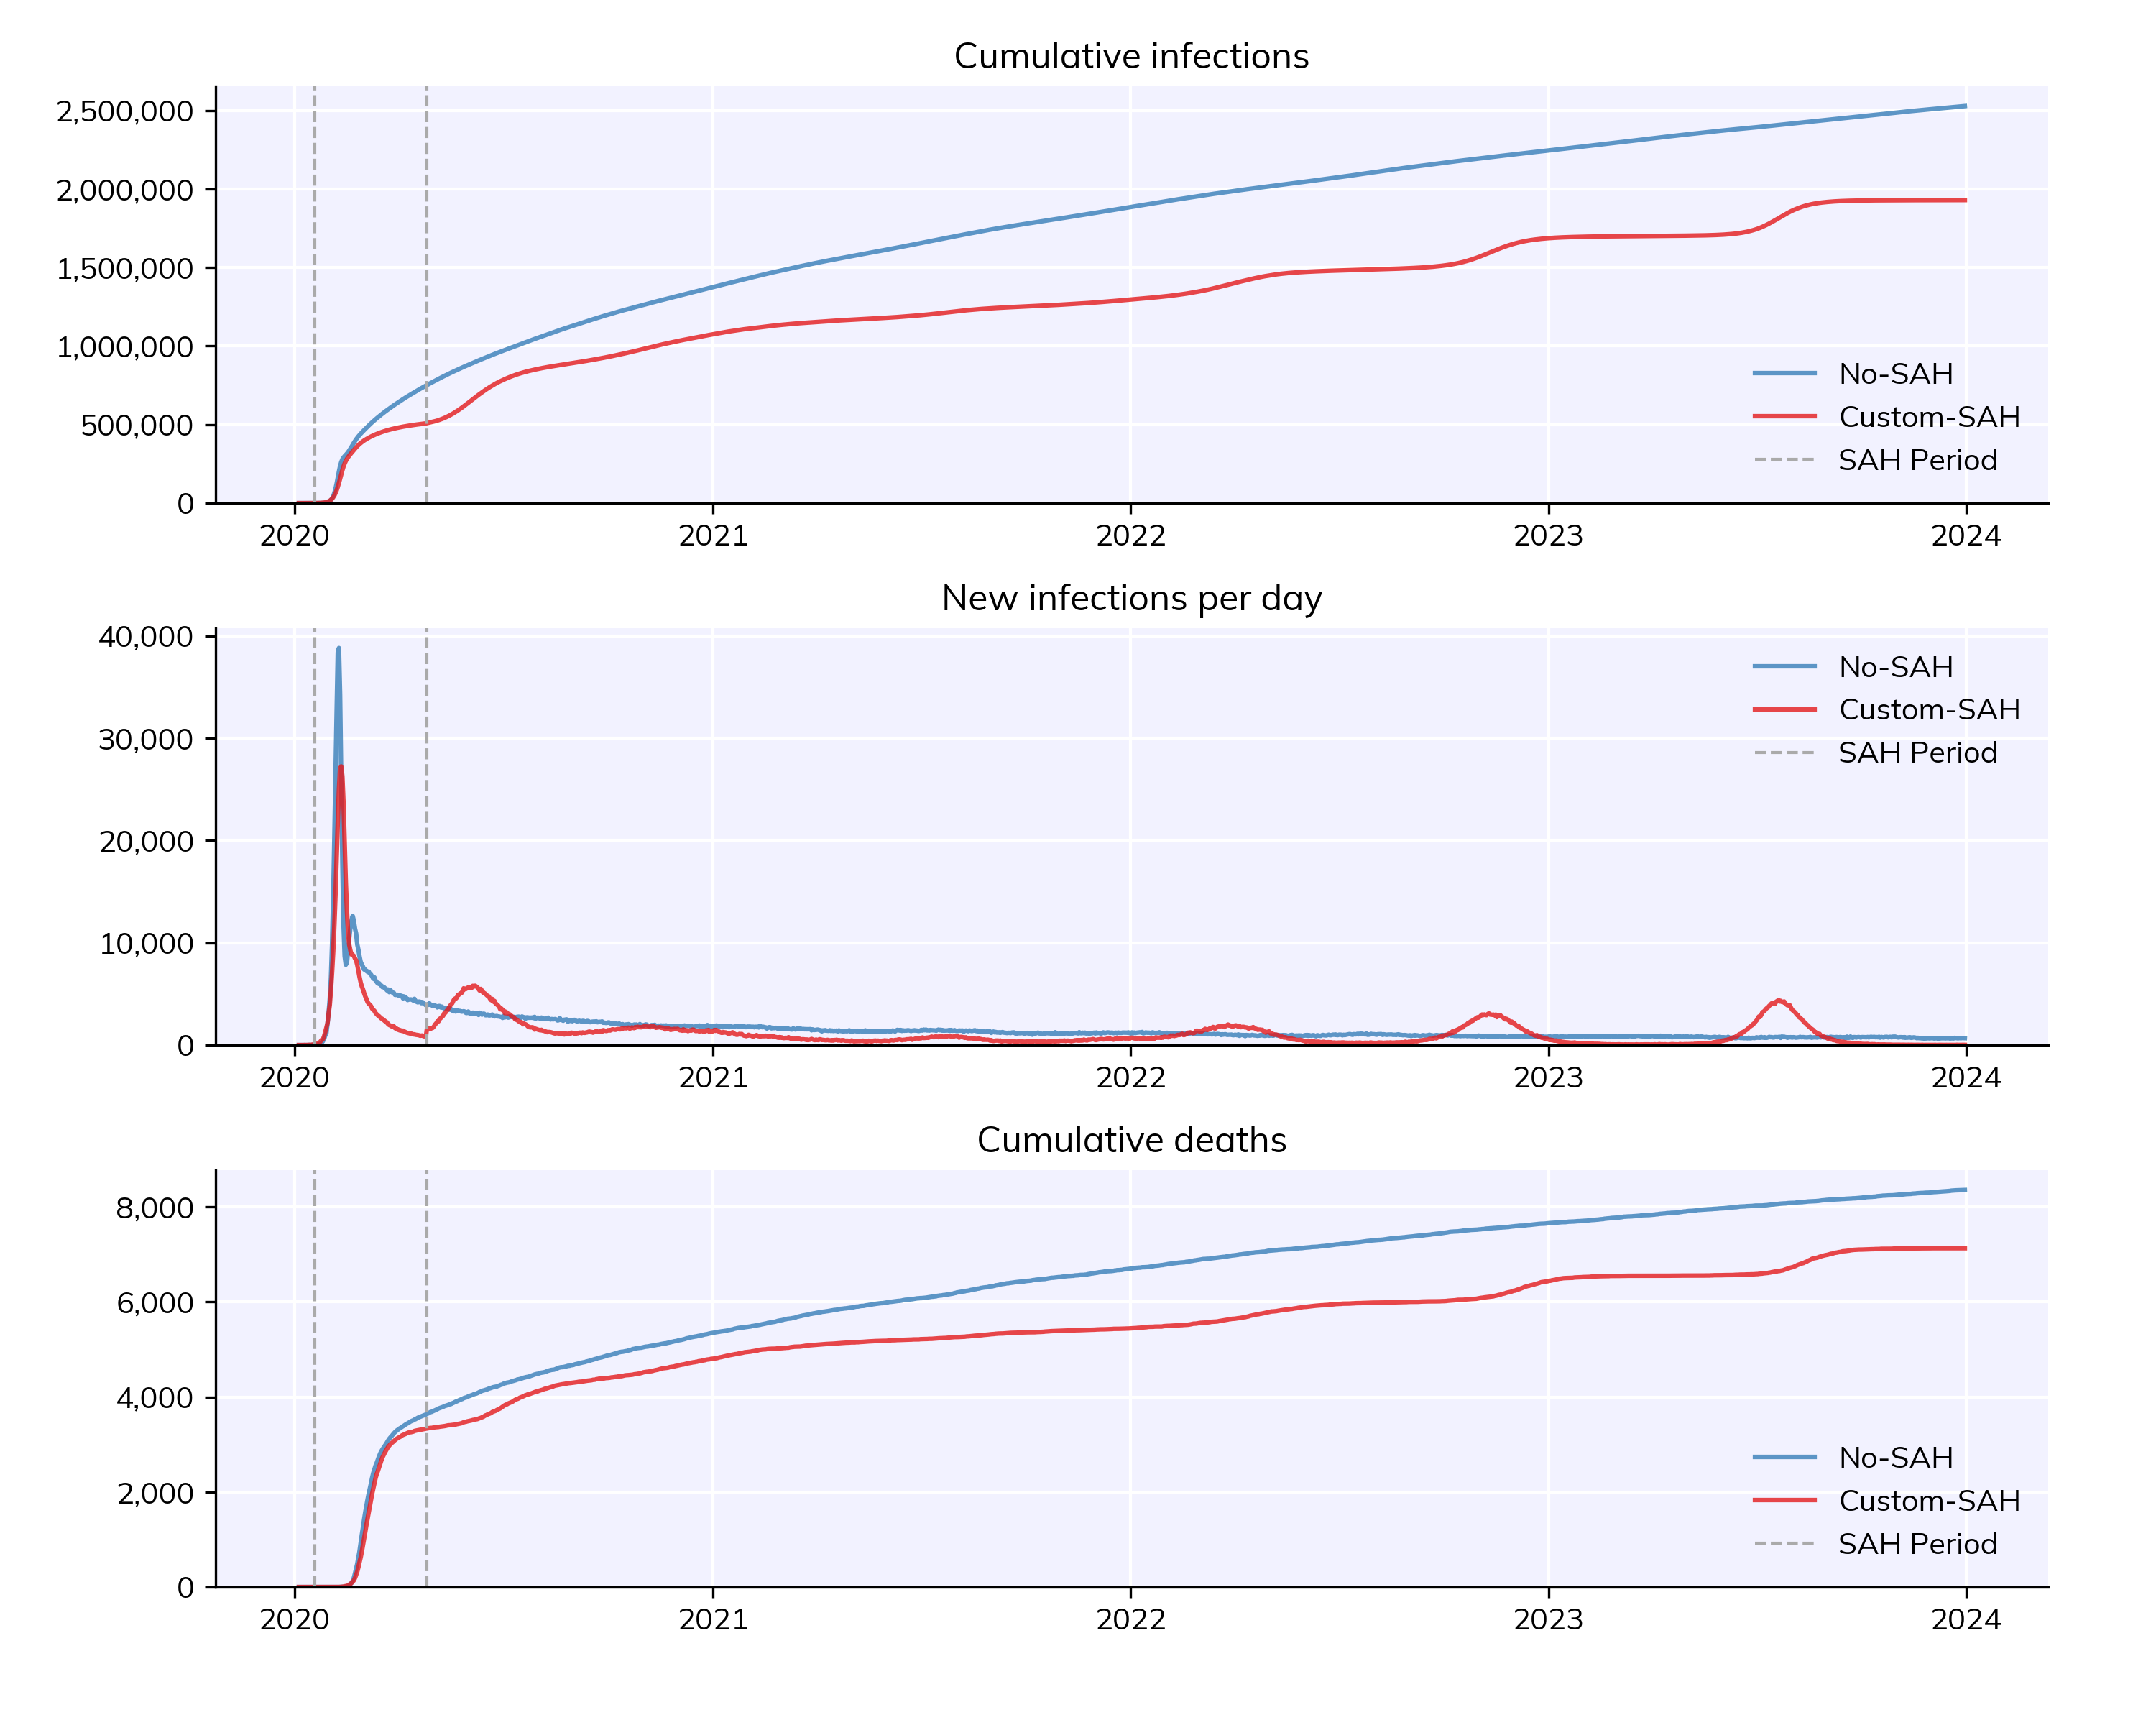 Cumulative infections
2,500,000
2,000,000
1,500,000
1,000,000
500,000
0
No-SAH
Custom-SAH
SAH Period
2020 2021 2022 2023 2024
New infections per day
40,000
30,000
20,000
10,000
0
No-SAH
Custom-SAH
SAH Period
2020 2021 2022 2023 2024
Cumulative deaths
8,000
6,000
4,000
2,000
0
No-SAH
Custom-SAH
SAH Period
2020 2021 2022 2023 2024